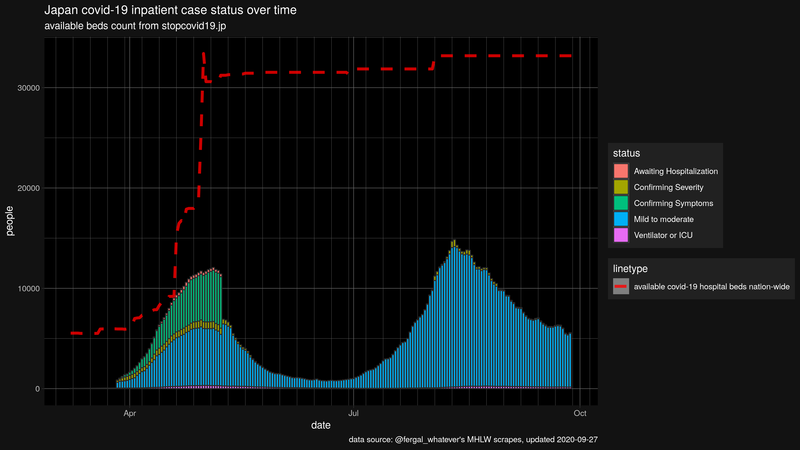 Japan covid-19 inpatient case status over time
available beds count from stopcovid19.jp
people
30000
20000
10000
0
Apr
Jul
Oct
date
status
Awaiting Hospitalization
Confirming Severity
Confirming Symptoms
Mild to moderate
Ventilator or ICU
linetype
available covid-19 hospital beds nation-wide
data source: @fergal_whatever's MHLW scrapes, updated 2020-09-27